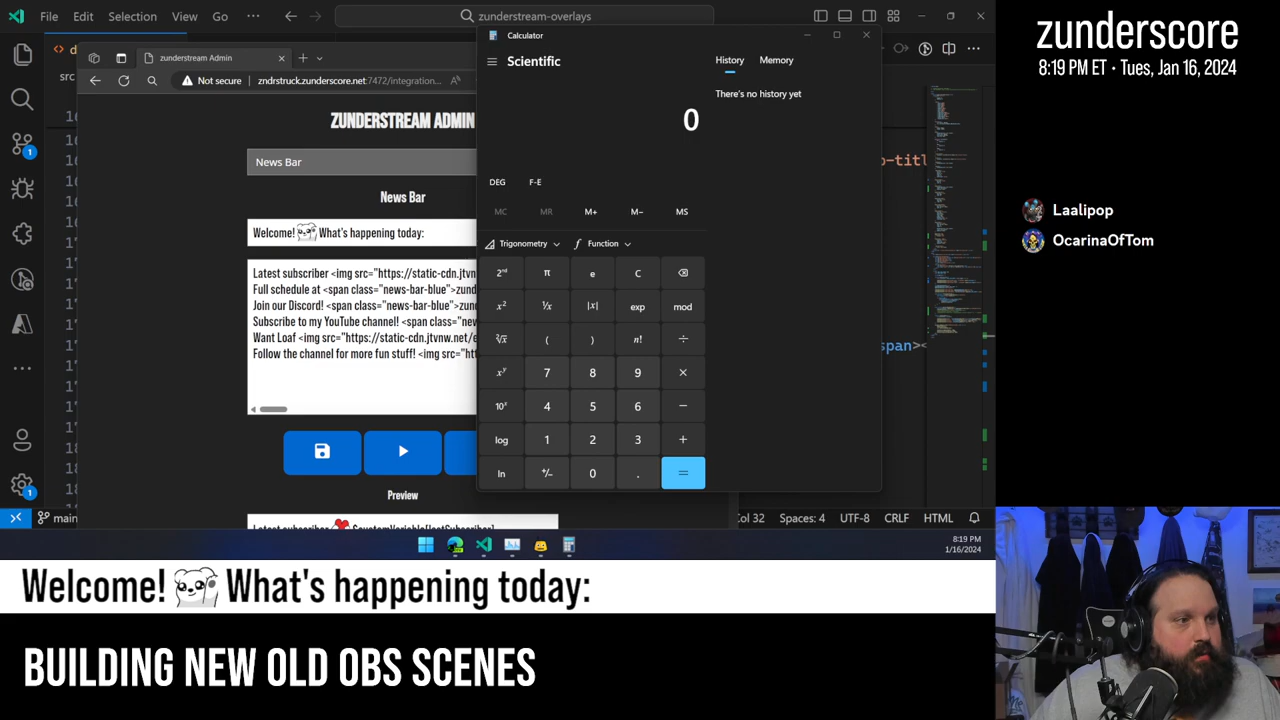 File Edit Selection View Go ··· zunderstream-overlays
zunderstream Admin
Not secure zndrstruck.zunderscore.net:7472/integration...
src
ZUNDERSTREAM ADMIN
News Bar
News Bar
Welcome! What's happening today:
Latest subscriber <img src="https://static-cdn.jtvn
Full schedule at <span class="news-bar-blue">zund
Join our Discord! <span class="news-bar-blue">zun
Subscribe to my YouTube channel! <span class="nev
Want Loaf <img src="https://static-cdn.jtvnw.net/e
Follow the channel for more fun stuff! <img src="htt
Preview
Calculator
Scientific
History Memory
There's no history yet
0
DEG F-E
MC MR M+ M− MS
Trigonometry Function
2ⁿᵈ π e C
x² ¹/x |x| exp mod
²√x ( ) n! ÷
xʸ 7 8 9 ×
10ˣ 4 5 6 −
log 1 2 3 +
ln +/− 0 . =
o-titl
span><
main
Col 32 Spaces: 4 UTF-8 CRLF HTML
8:19 PM
1/16/2024
zunderscore
8:19 PM ET · Tues, Jan 16, 2024
Laalipop
OcarinaOfTom
Welcome! What's happening today:
BUILDING NEW OLD OBS SCENES